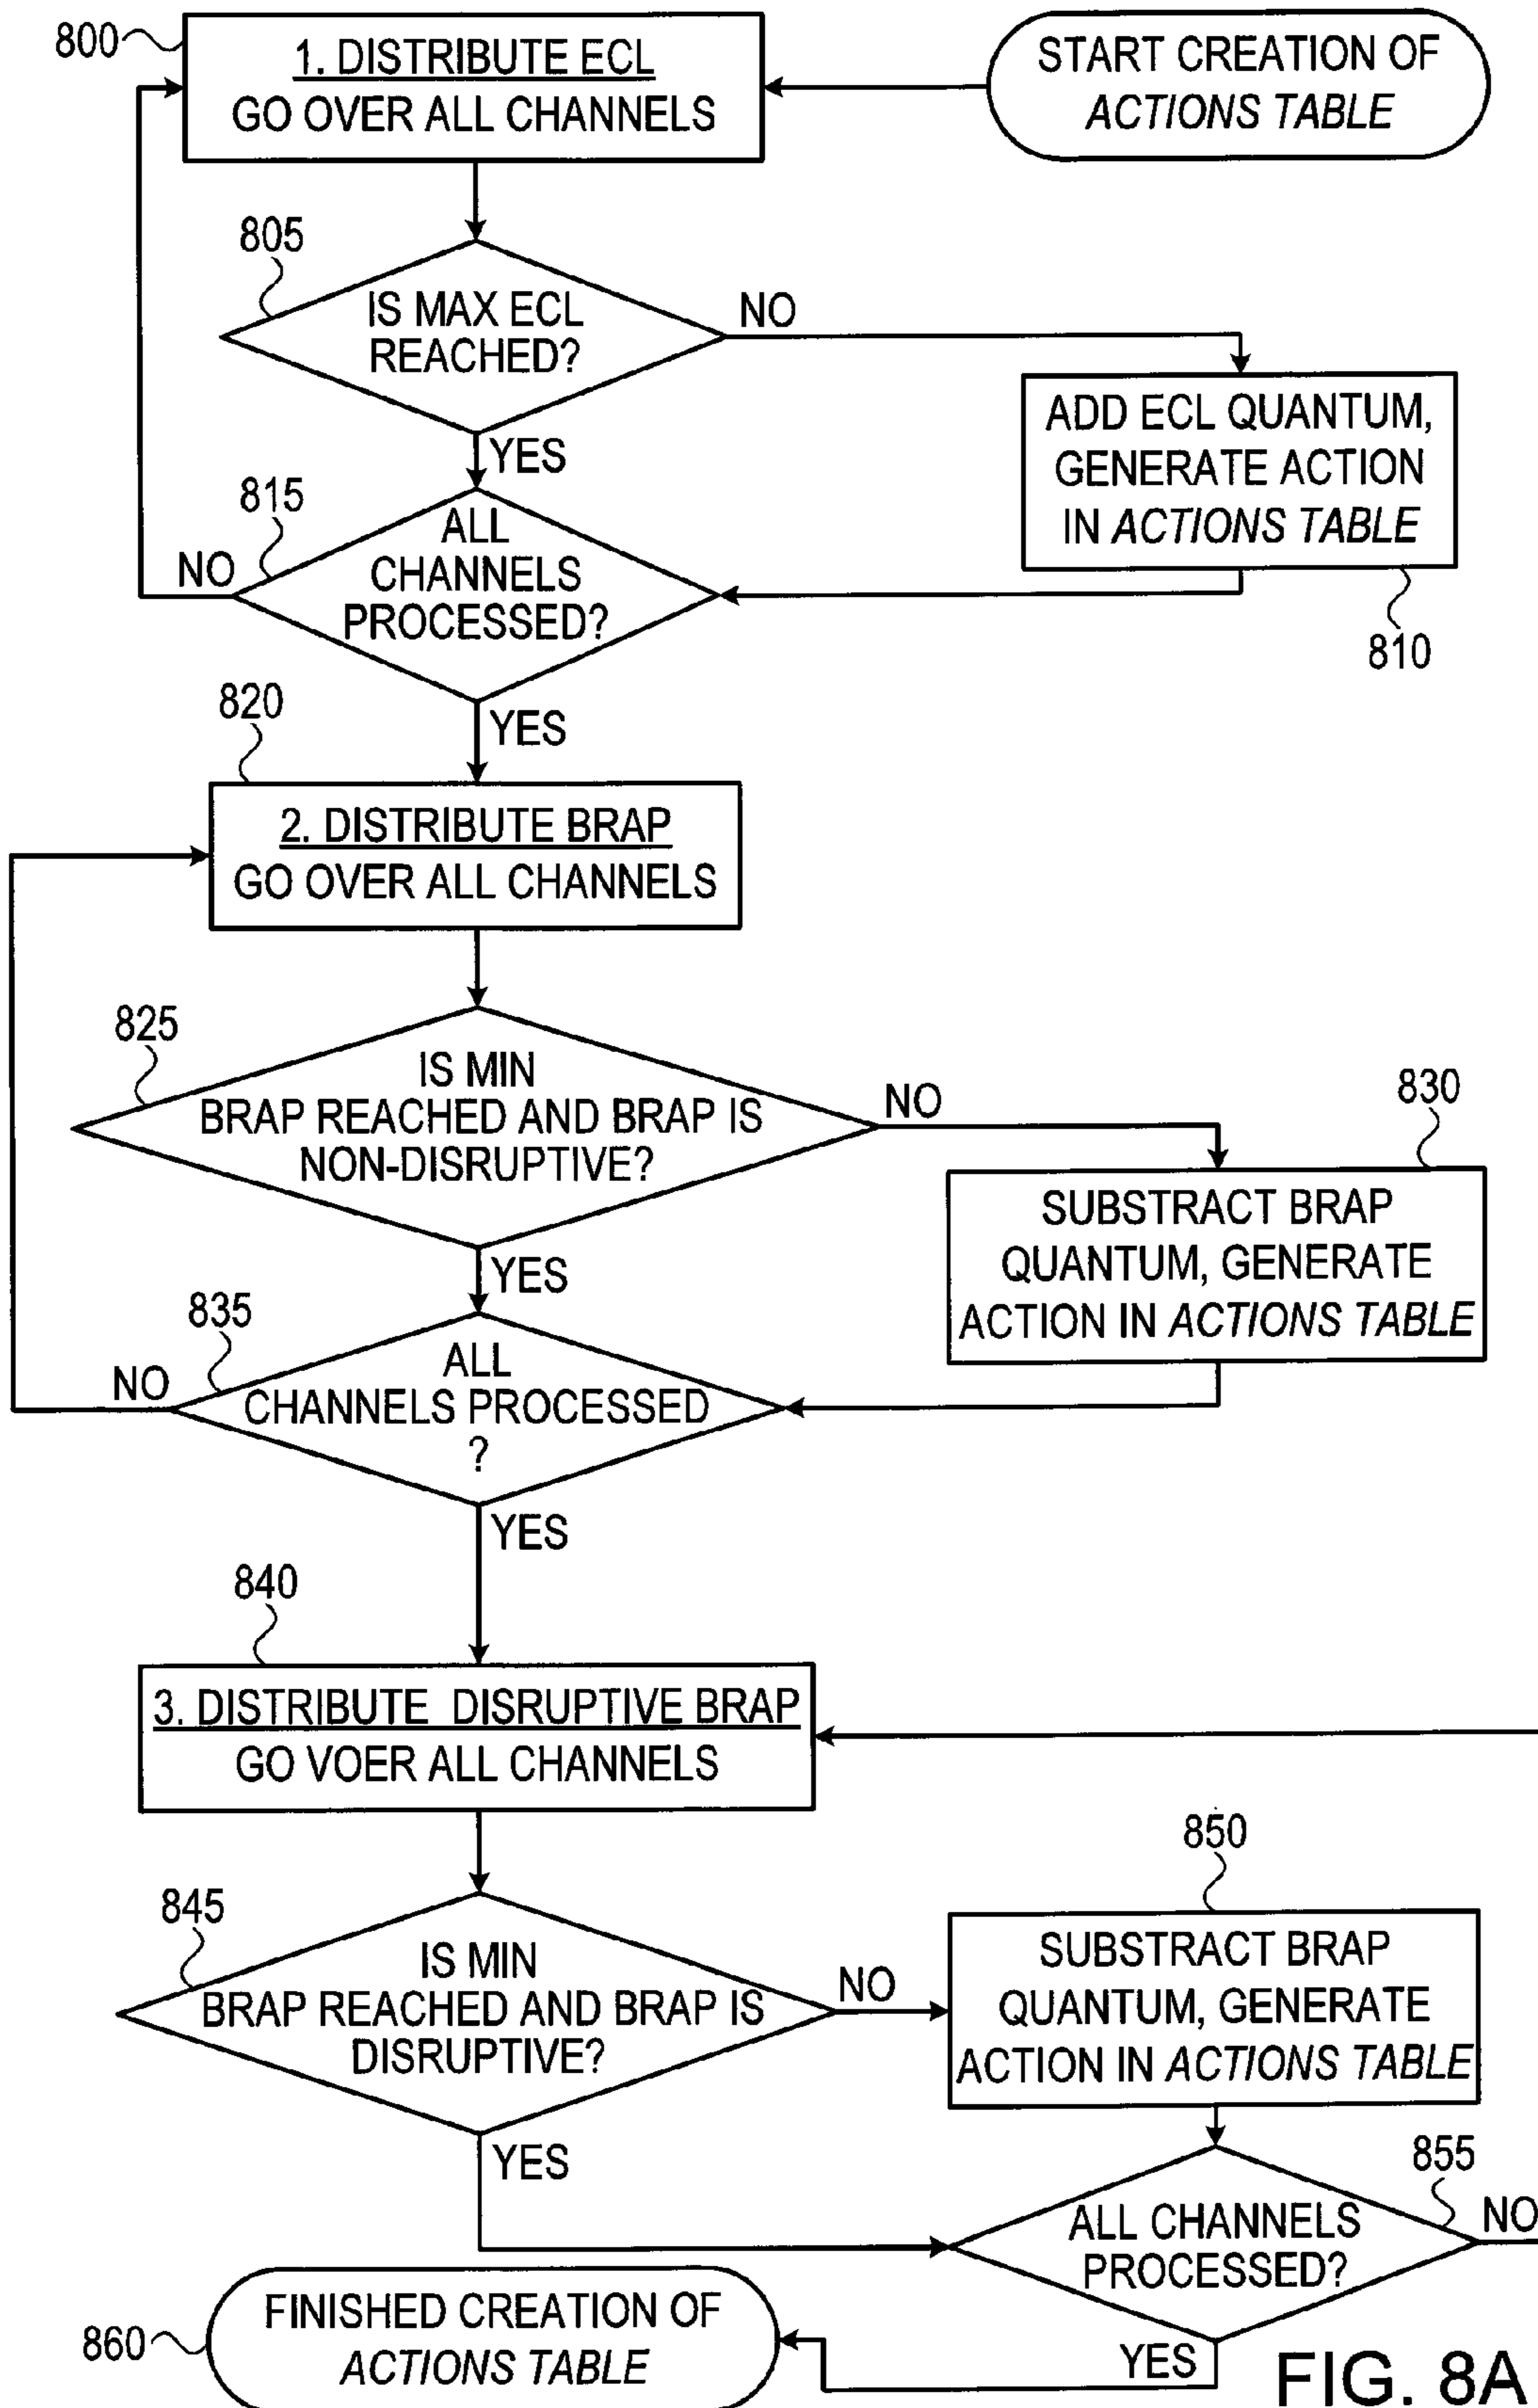 800
1. DISTRIBUTE ECL
GO OVER ALL CHANNELS
START CREATION OF
ACTIONS TABLE
805
IS MAX ECL
REACHED?
NO
YES
ADD ECL QUANTUM,
GENERATE ACTION
IN ACTIONS TABLE
810
815
ALL
CHANNELS
PROCESSED?
NO
YES
820
2. DISTRIBUTE BRAP
GO OVER ALL CHANNELS
825
IS MIN
BRAP REACHED AND BRAP IS
NON-DISRUPTIVE?
NO
YES
830
SUBSTRACT BRAP
QUANTUM, GENERATE
ACTION IN ACTIONS TABLE
835
ALL
CHANNELS PROCESSED
?
NO
YES
840
3. DISTRIBUTE DISRUPTIVE BRAP
GO VOER ALL CHANNELS
845
IS MIN
BRAP REACHED AND BRAP IS
DISRUPTIVE?
NO
YES
850
SUBSTRACT BRAP
QUANTUM, GENERATE
ACTION IN ACTIONS TABLE
855
ALL CHANNELS
PROCESSED?
NO
YES
860
FINISHED CREATION OF
ACTIONS TABLE
FIG. 8A